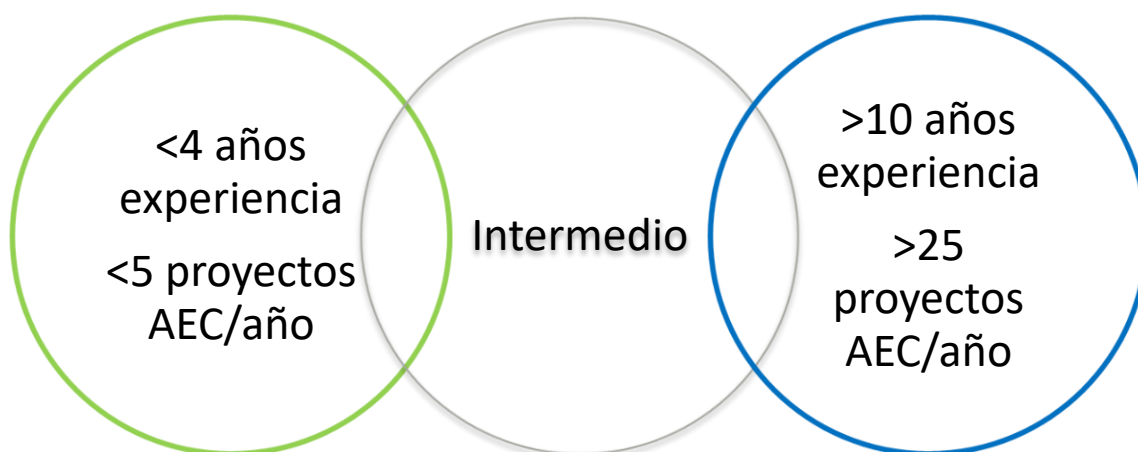 <4 años
experiencia
<5 proyectos
AEC/año
Intermedio
>10 años
experiencia
>25
proyectos
AEC/año